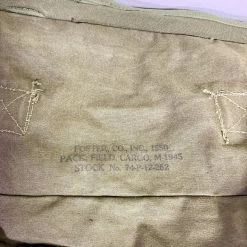 FOSTER, CO., INC., 1950
PACK, FIELD, CARGO, M-1945
STOCK No. 74-P-12-262